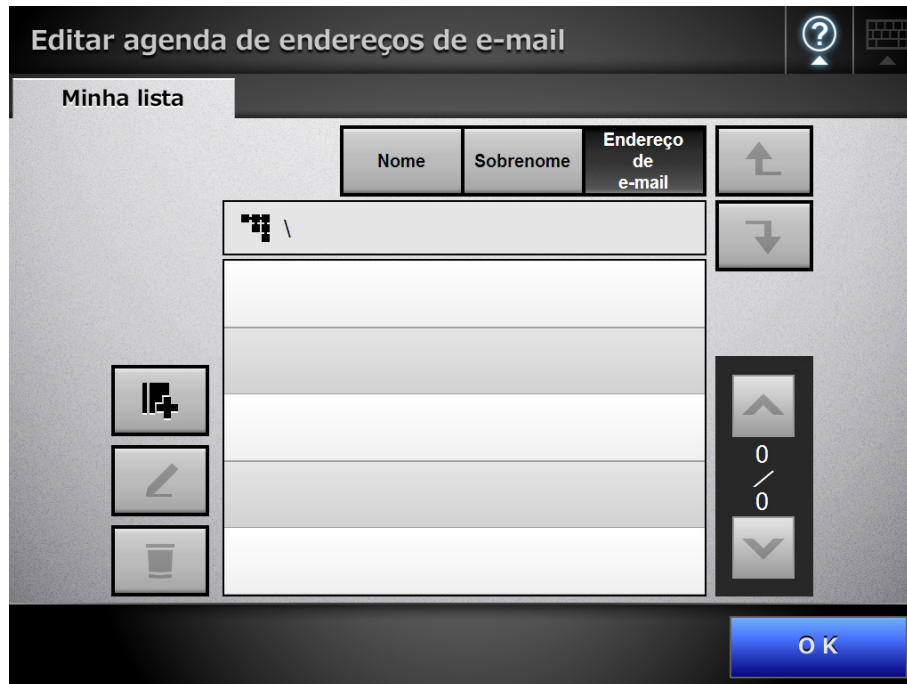 Editar agenda de endereços de e-mail
?
Minha lista
Nome
Sobrenome
Endereço
de
e-mail
\
0
/
0
OK